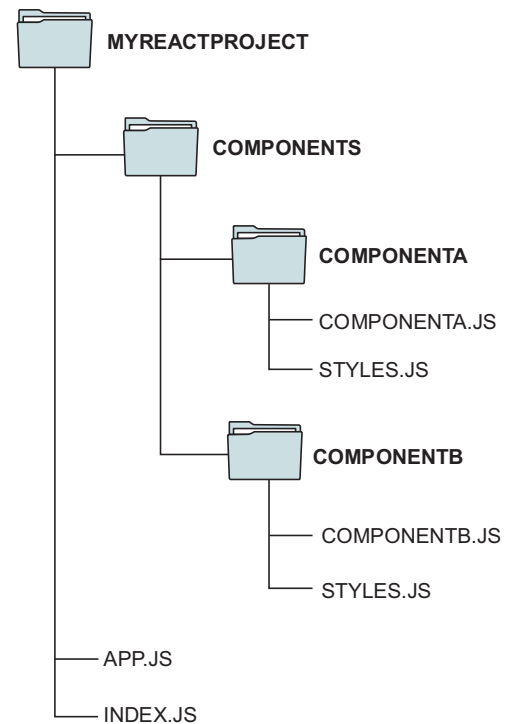 MYREACTPROJECT
COMPONENTS
COMPONENTA
COMPONENTA.JS
STYLES.JS
COMPONENTB
COMPONENTB.JS
STYLES.JS
APP.JS
INDEX.JS